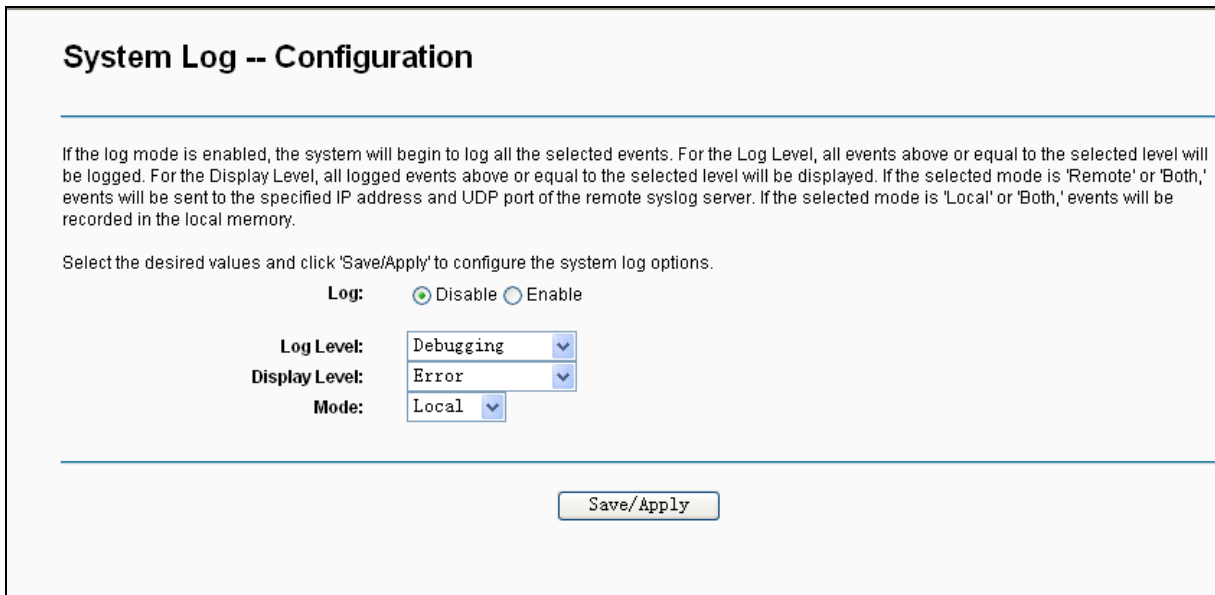 System Log -- Configuration
If the log mode is enabled, the system will begin to log all the selected events. For the Log Level, all events above or equal to the selected level will
be logged. For the Display Level, all logged events above or equal to the selected level will be displayed. If the selected mode is 'Remote' or 'Both,'
events will be sent to the specified IP address and UDP port of the remote syslog server. If the selected mode is 'Local' or 'Both,' events will be
recorded in the local memory.
Select the desired values and click 'Save/Apply' to configure the system log options.
Log: Disable Enable
Log Level: Debugging
Display Level: Error
Mode: Local
Save/Apply